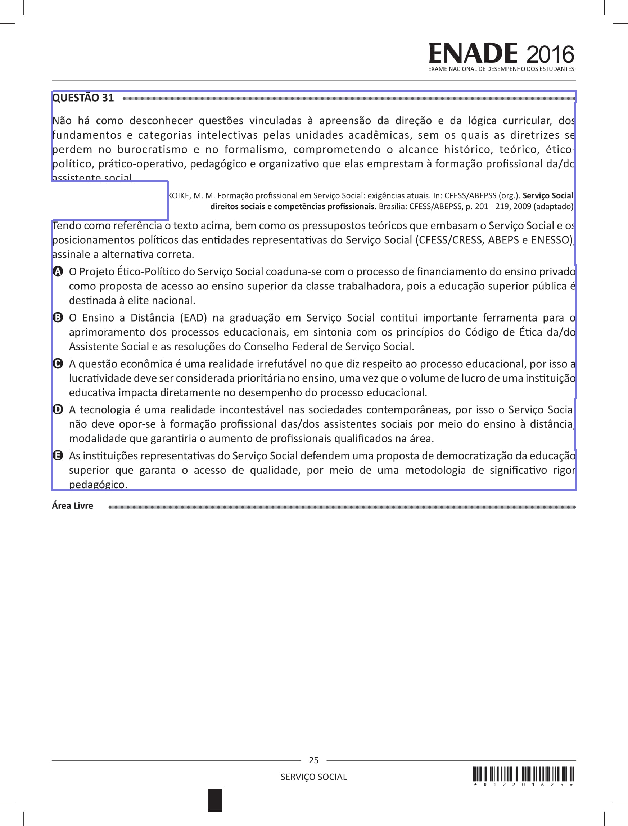 ENADE 2016
EXAME NACIONAL DE DESEMPENHO DOS ESTUDANTES
QUESTÃO 31
Não há como desconhecer questões vinculadas à apreensão da direção e da lógica curricular, dos
fundamentos e categorias intelectivas pelas unidades acadêmicas, sem os quais as diretrizes se
perdem no burocratismo e no formalismo, comprometendo o alcance histórico, teórico, ético-
político, prático-operativo, pedagógico e organizativo que elas emprestam à formação profissional da/do
assistente social.
KOIKE, M. M. Formação profissional em Serviço Social: exigências atuais. In: CFESS/ABEPSS (org.). Serviço Social:
direitos sociais e competências profissionais. Brasília: CFESS/ABEPSS, p. 201 - 219, 2009 (adaptado).
Tendo como referência o texto acima, bem como os pressupostos teóricos que embasam o Serviço Social e os
posicionamentos políticos das entidades representativas do Serviço Social (CFESS/CRESS, ABEPS e ENESSO),
assinale a alternativa correta.
A O Projeto Ético-Político do Serviço Social coaduna-se com o processo de financiamento do ensino privado
como proposta de acesso ao ensino superior da classe trabalhadora, pois a educação superior pública é
destinada à elite nacional.
B O Ensino a Distância (EAD) na graduação em Serviço Social contitui importante ferramenta para o
aprimoramento dos processos educacionais, em sintonia com os princípios do Código de Ética da/do
Assistente Social e as resoluções do Conselho Federal de Serviço Social.
C A questão econômica é uma realidade irrefutável no que diz respeito ao processo educacional, por isso a
lucratividade deve ser considerada prioritária no ensino, uma vez que o volume de lucro de uma instituição
educativa impacta diretamente no desempenho do processo educacional.
D A tecnologia é uma realidade incontestável nas sociedades contemporâneas, por isso o Serviço Social
não deve opor-se à formação profissional das/dos assistentes sociais por meio do ensino à distância,
modalidade que garantiria o aumento de profissionais qualificados na área.
E As instituições representativas do Serviço Social defendem uma proposta de democratização da educação
superior que garanta o acesso de qualidade, por meio de uma metodologia de significativo rigor
pedagógico.
Área Livre
25
SERVIÇO SOCIAL